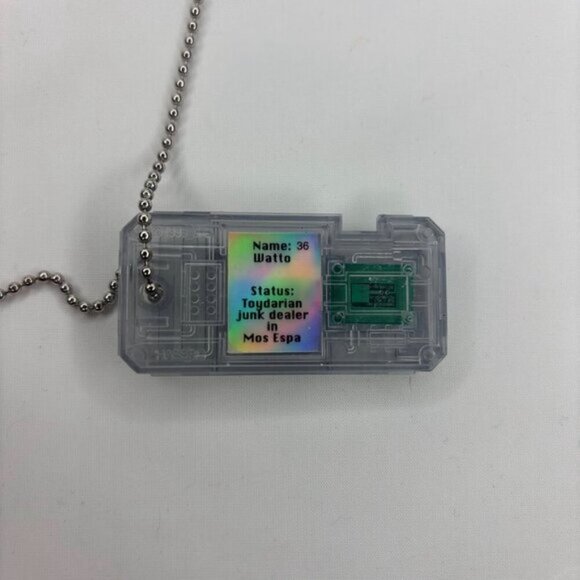 Name: 36
Watto
Status:
Toydarian
junk dealer
in
Mos Espa